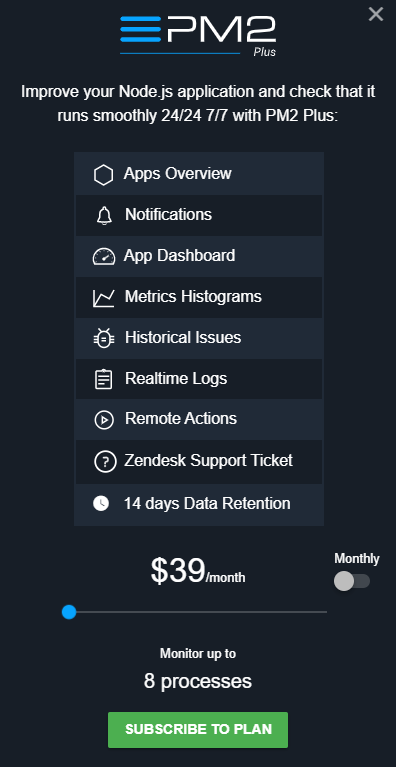 PM2
Plus
Improve your Node.js application and check that it
runs smoothly 24/24 7/7 with PM2 Plus:
Apps Overview
Notifications
App Dashboard
Metrics Histograms
Historical Issues
Realtime Logs
Remote Actions
Zendesk Support Ticket
14 days Data Retention
$39/month
Monthly
Monitor up to
8 processes
SUBSCRIBE TO PLAN